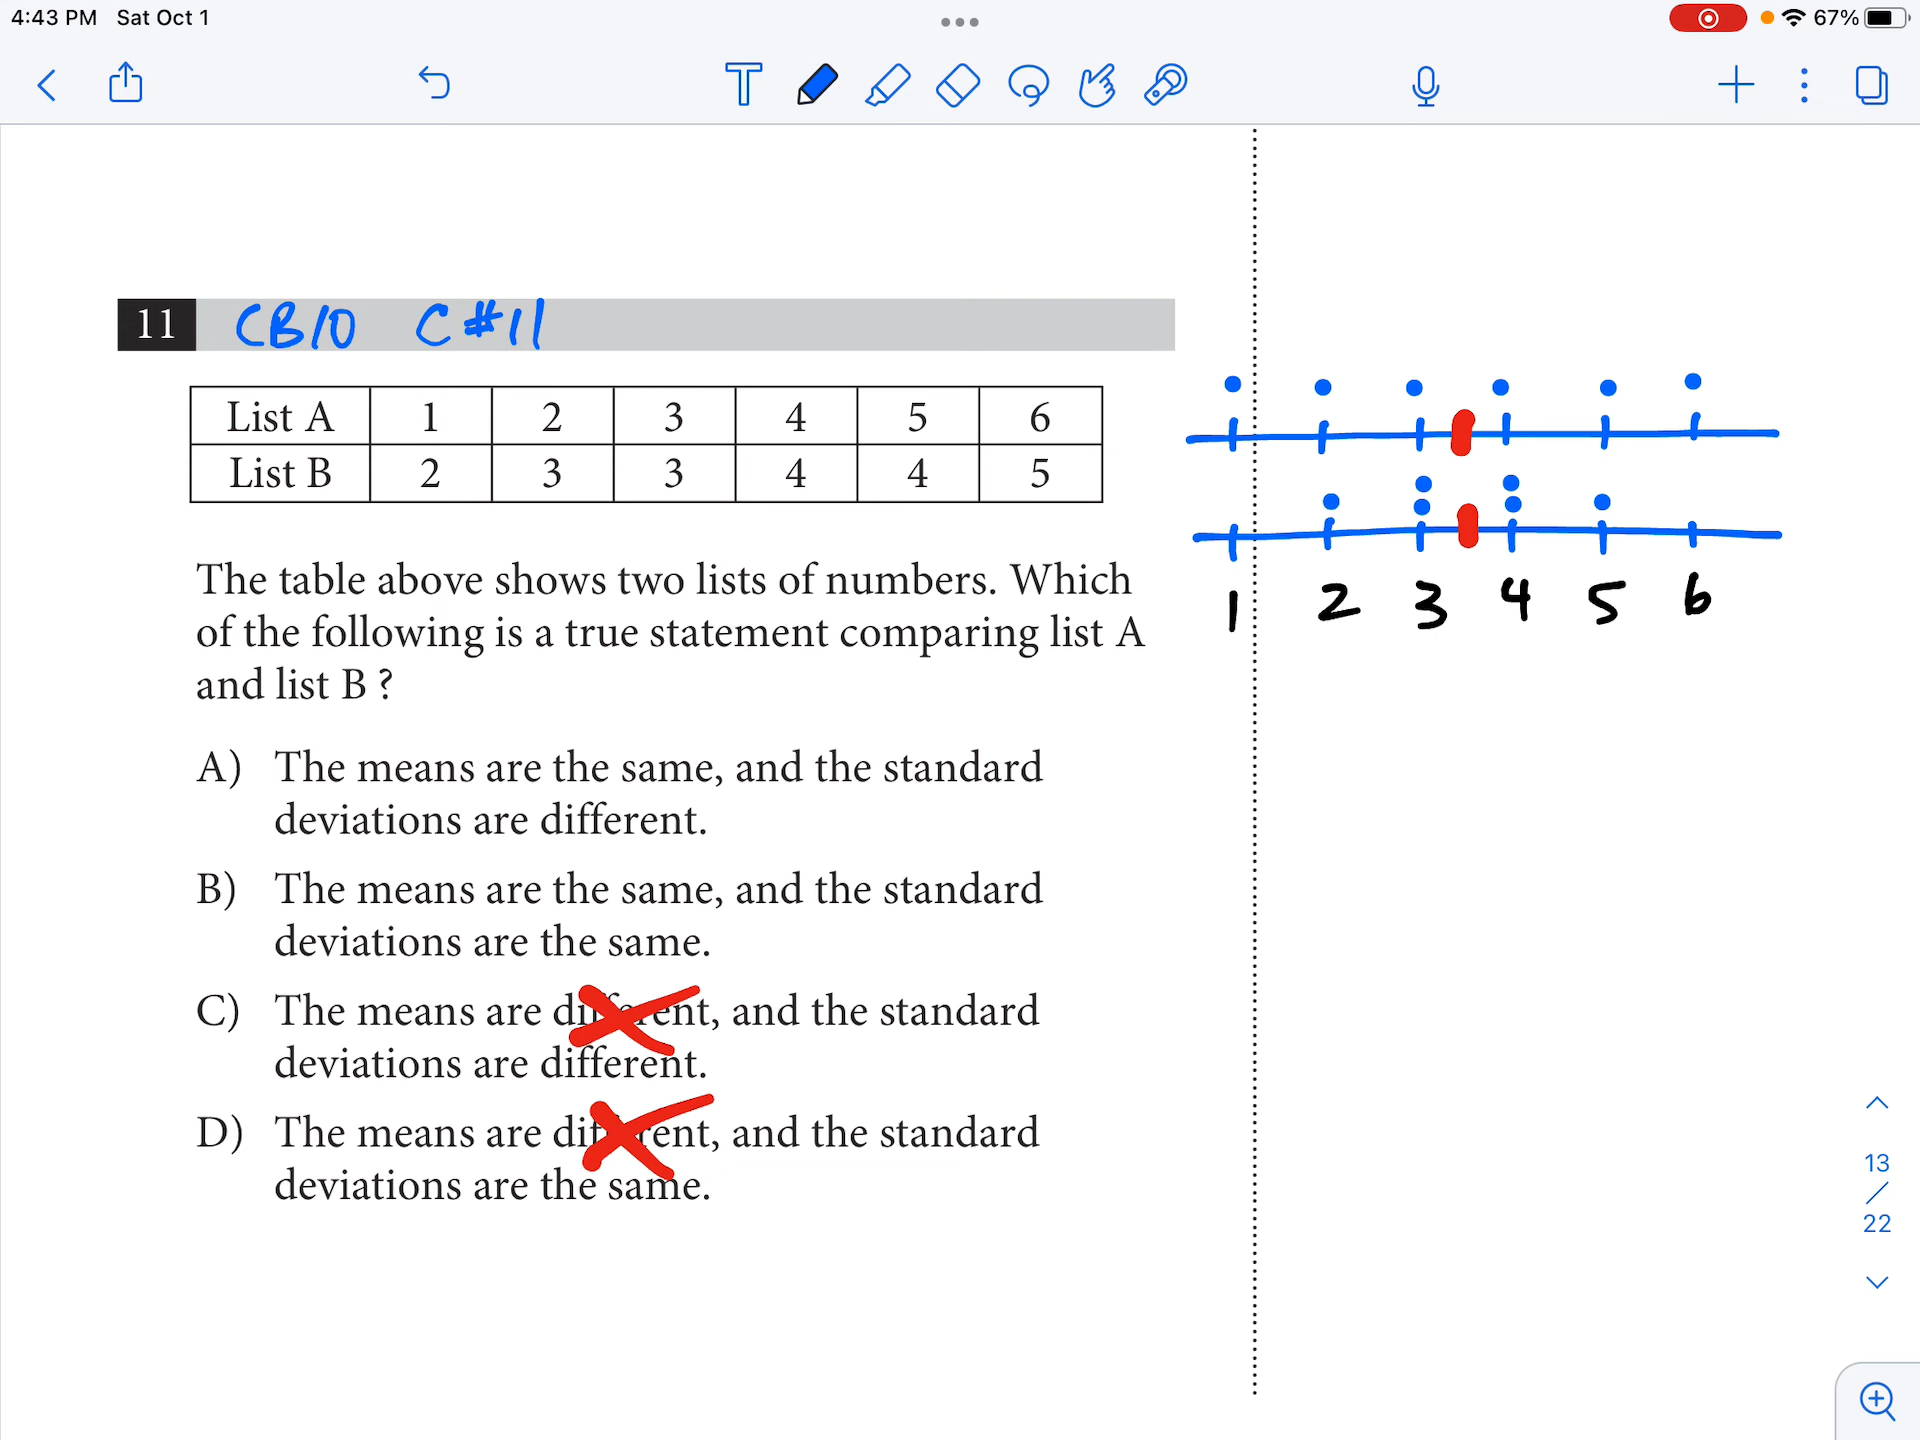 4:43 PM Sat Oct 1
67%
T
11 CB10 C #11
List A 1 2 3 4 5 6
List B 2 3 3 4 4 5
1 2 3 4 5 6
The table above shows two lists of numbers. Which
of the following is a true statement comparing list A
and list B ?
A) The means are the same, and the standard
deviations are different.
B) The means are the same, and the standard
deviations are the same.
C) The means are different, and the standard
deviations are different.
D) The means are different, and the standard
deviations are the same.
13
/
22